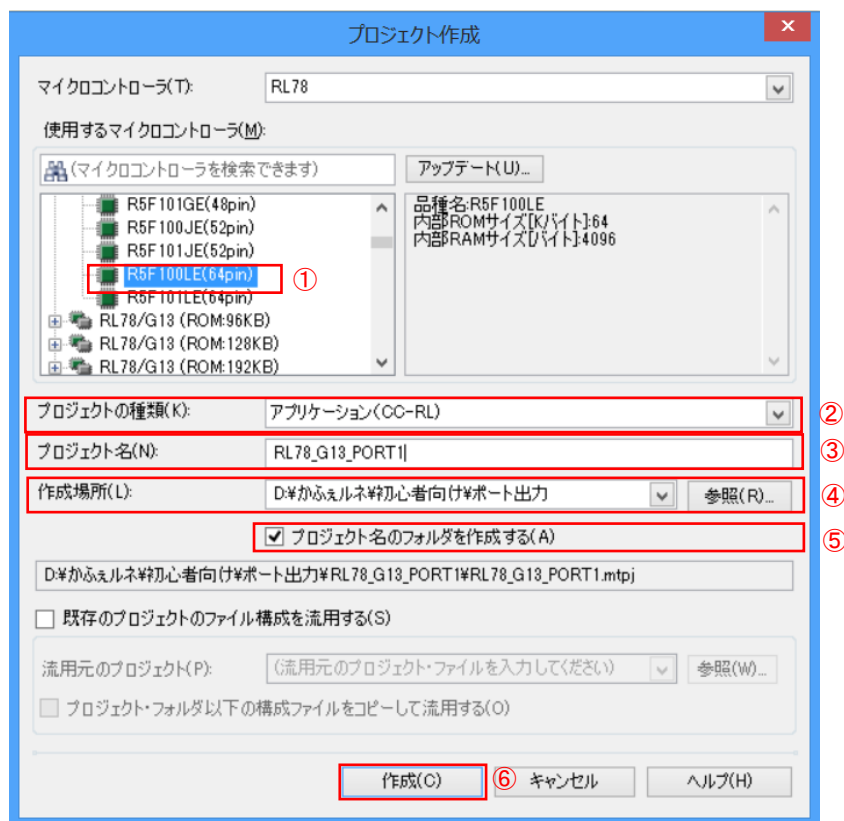 プロジェクト作成
×
マイクロコントローラ(T): RL78
使用するマイクロコントローラ(M):
(マイクロコントローラを検索できます) アップデート(U)...
R5F101GE(48pin)
R5F100JE(52pin)
R5F101JE(52pin)
R5F100LE(64pin) ①
R5F101LE(64pin)
RL78/G13 (ROM:96KB)
RL78/G13 (ROM:128KB)
RL78/G13 (ROM:192KB)
品種名:R5F100LE
内部ROMサイズ[Kバイト]:64
内部RAMサイズ[バイト]:4096
プロジェクトの種類(K): アプリケーション(CC-RL) ②
プロジェクト名(N): RL78_G13_PORT1 ③
作成場所(L): D:¥かふぇルネ¥初心者向け¥ポート出力 参照(R)... ④
プロジェクト名のフォルダを作成する(A) ⑤
D:¥かふぇルネ¥初心者向け¥ポート出力¥RL78_G13_PORT1¥RL78_G13_PORT1.mtpj
既存のプロジェクトのファイル構成を流用する(S)
流用元のプロジェクト(P): (流用元のプロジェクト・ファイルを入力してください) 参照(W)...
プロジェクト・フォルダ以下の構成ファイルをコピーして流用する(O)
作成(C) ⑥ キャンセル ヘルプ(H)